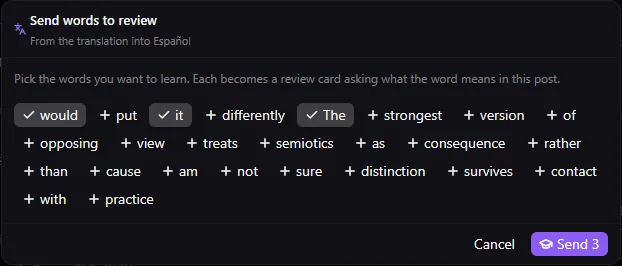 Send words to review
From the translation into Español
Pick the words you want to learn. Each becomes a review card asking what the word means in this post.
would put it differently The strongest version of
opposing view treats semiotics as consequence rather
than cause am not sure distinction survives contact
with practice
Cancel Send 3